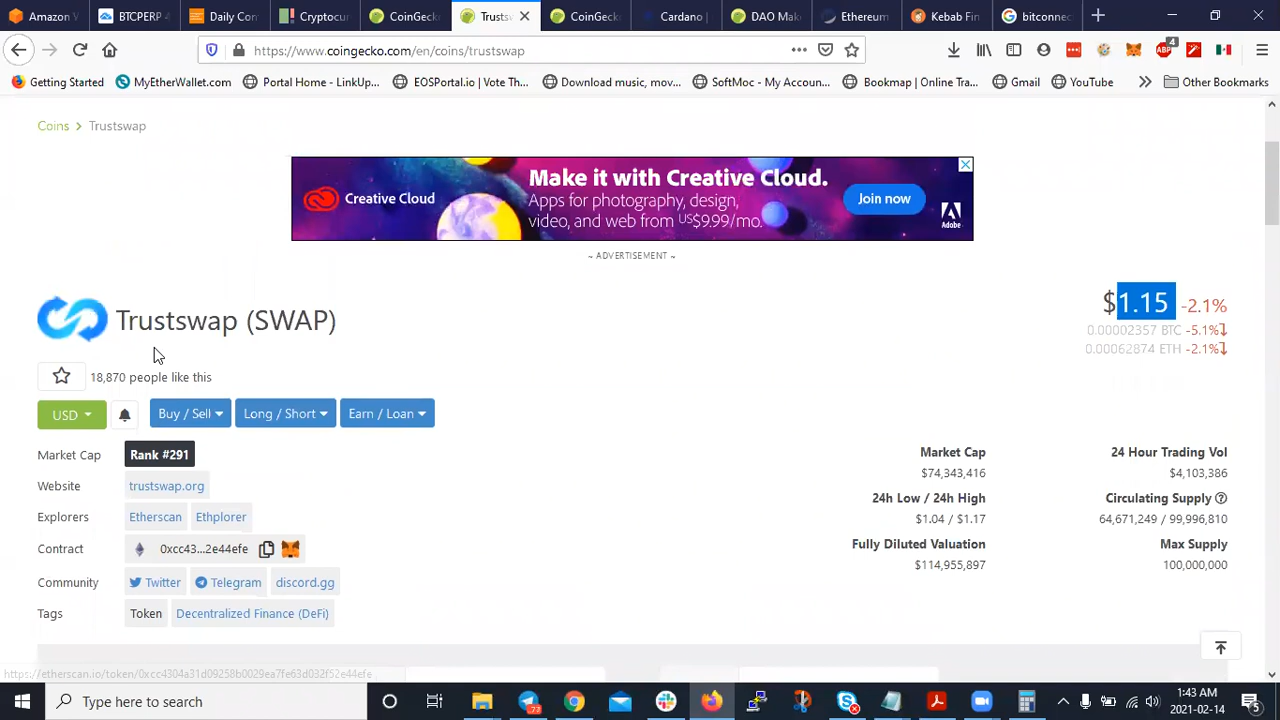 Amazon V
BTCPERP 4
Daily Con
Cryptocur
CoinGeck
Trusts
CoinGeck
Cardano |
DAO Make
Ethereum
Kebab Fin
bitconnect
https://www.coingecko.com/en/coins/trustswap
4
Getting Started
MyEtherWallet.com
Portal Home - LinkUp...
EOSPortal.io | Vote Th...
Download music, mov...
SoftMoc - My Accoun...
Bookmap | Online Tra...
Gmail
YouTube
Other Bookmarks
Coins > Trustswap
Creative Cloud
Make it with Creative Cloud.
Apps for photography, design,
video, and web from US$9.99/mo.
Join now
Adobe
~ ADVERTISEMENT ~
Trustswap (SWAP)
$1.15 -2.1%
0.00002357 BTC -5.1%
0.00062874 ETH -2.1%
18,870 people like this
USD
Buy / Sell
Long / Short
Earn / Loan
Market Cap Rank #291
Website trustswap.org
Explorers Etherscan Ethplorer
Contract 0xcc43...2e44efe
Community Twitter Telegram discord.gg
Tags Token Decentralized Finance (DeFi)
Market Cap
$74,343,416
24 Hour Trading Vol
$4,103,386
24h Low / 24h High
$1.04 / $1.17
Circulating Supply
64,671,249 / 99,996,810
Fully Diluted Valuation
$114,955,897
Max Supply
100,000,000
Type here to search
1:43 AM
2021-02-14
5